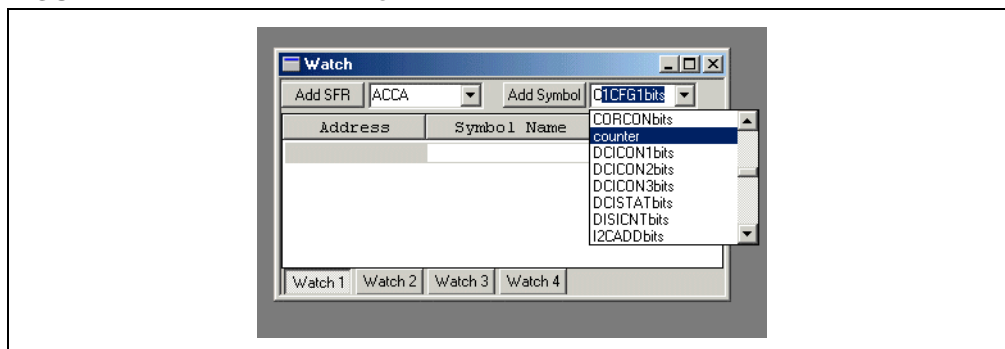 Watch
Add SFR ACCA Add Symbol C1CFG1bits
Address Symbol Name
CORCONbits
counter
DCICON1bits
DCICON2bits
DCICON3bits
DCISTATbits
DISICNTbits
I2CADDbits
Watch 1 Watch 2 Watch 3 Watch 4